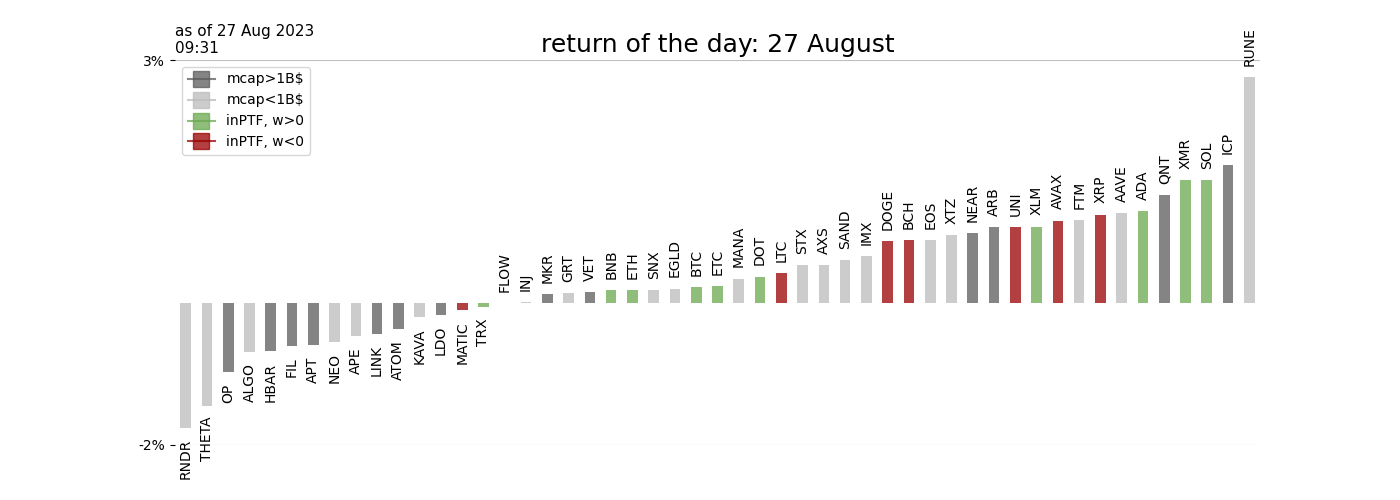 as of 27 Aug 2023
09:31
return of the day: 27 August
3%
mcap>1B$
mcap<1B$
inPTF, w>0
inPTF, w<0
-2%
RNDR
THETA
OP
ALGO
HBAR
FIL
APT
NEO
APE
LINK
ATOM
KAVA
LDO
MATIC
TRX
FLOW
INJ
MKR
GRT
VET
BNB
ETH
SNX
EGLD
BTC
ETC
MANA
DOT
LTC
STX
AXS
SAND
IMX
DOGE
BCH
EOS
XTZ
NEAR
ARB
UNI
XLM
AVAX
FTM
XRP
AAVE
ADA
QNT
XMR
SOL
ICP
RUNE